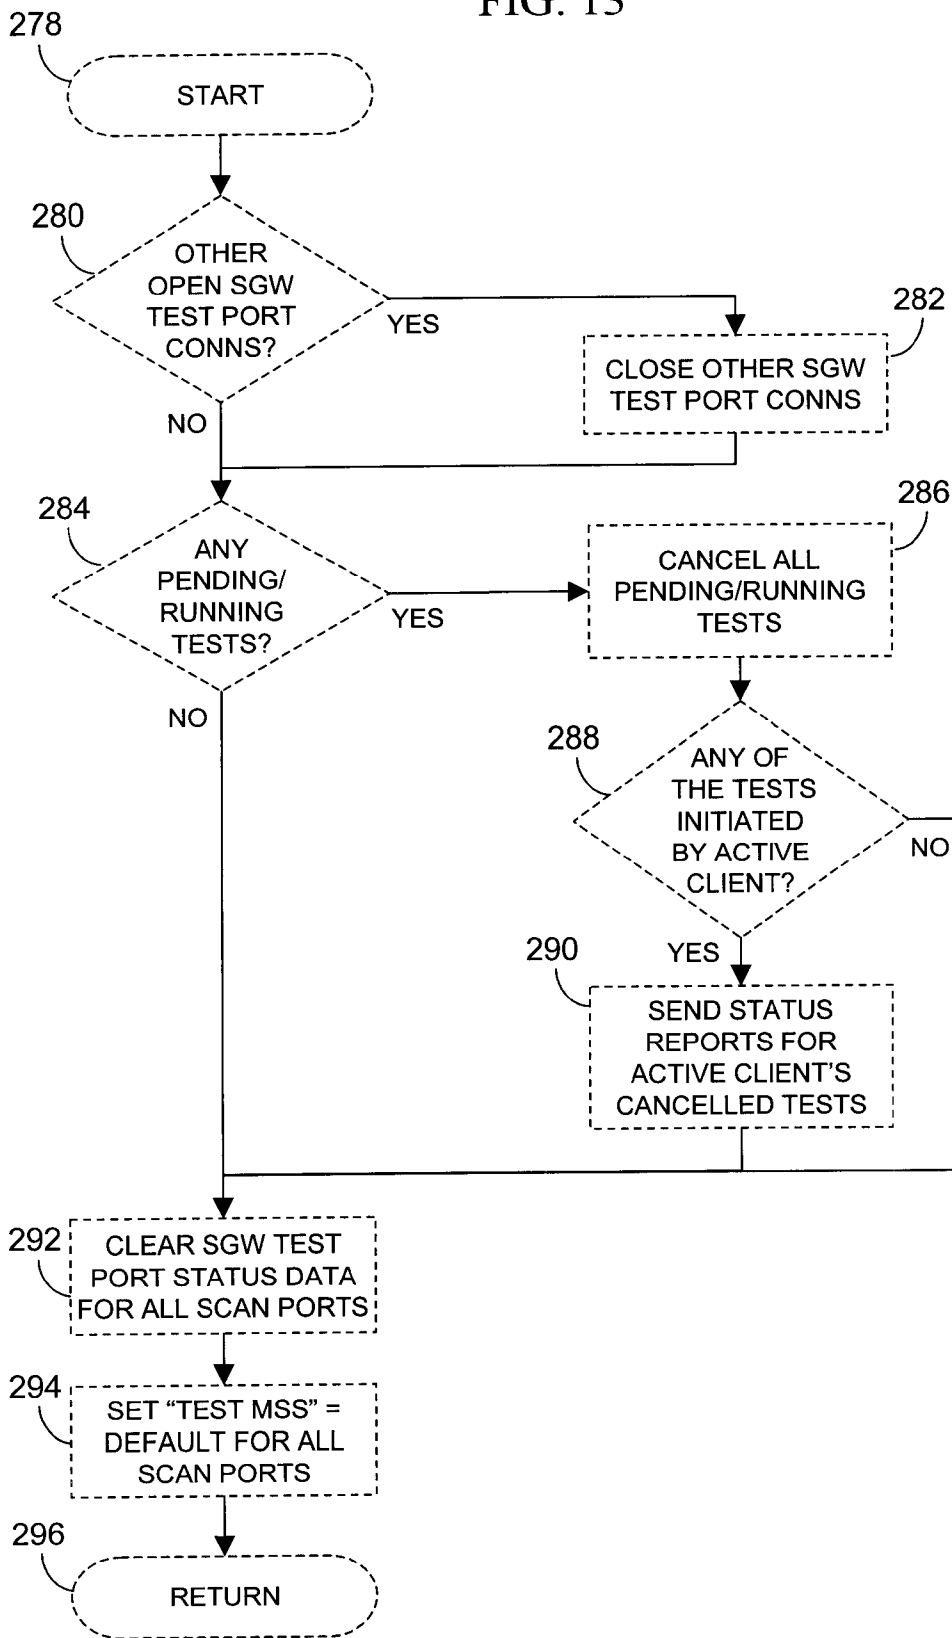 FIG. 13
278
START
280
OTHER
OPEN SGW
TEST PORT
CONNS?
YES
282
CLOSE OTHER SGW
TEST PORT CONNS
NO
284
ANY
PENDING/
RUNNING
TESTS?
YES
286
CANCEL ALL
PENDING/RUNNING
TESTS
NO
288
ANY OF
THE TESTS
INITIATED
BY ACTIVE
CLIENT?
NO
YES
290
SEND STATUS
REPORTS FOR
ACTIVE CLIENT'S
CANCELLED TESTS
292
CLEAR SGW TEST
PORT STATUS DATA
FOR ALL SCAN PORTS
294
SET “TEST MSS” =
DEFAULT FOR ALL
SCAN PORTS
296
RETURN